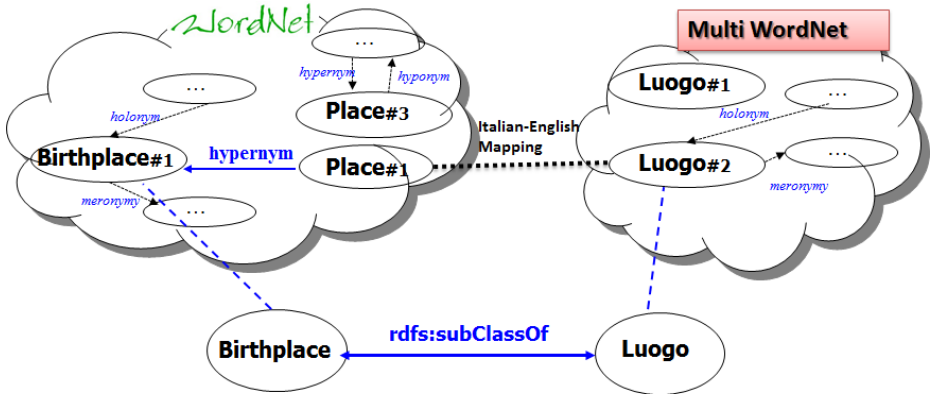 WordNet
Multi WordNet
...
hypernym
hyponym
Place#3
...
holonym
Birthplace#1
hypernym
Place#1
meronymy
...
Italian-English
Mapping
Luogo#1
...
holonym
Luogo#2
...
meronymy
Birthplace
rdfs:subClassOf
Luogo